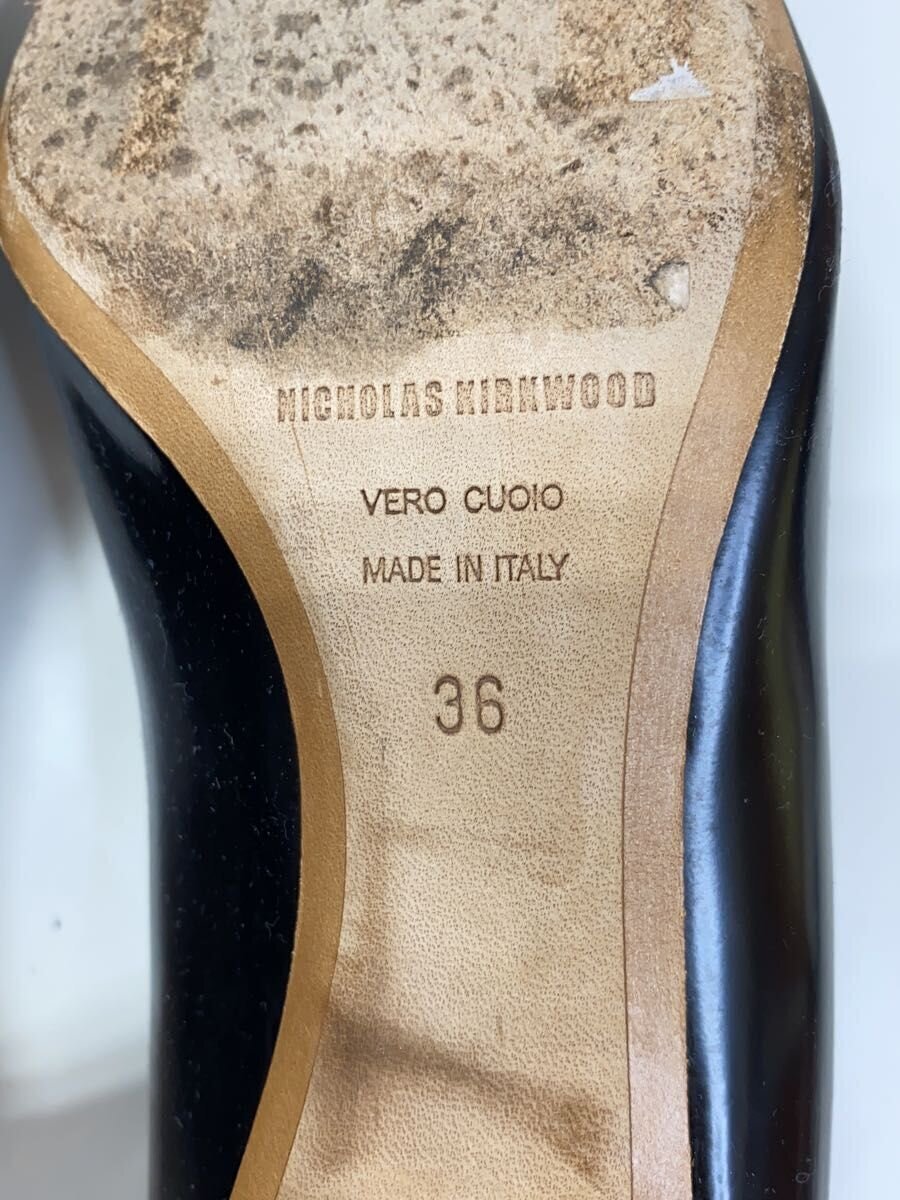 NICHOLAS KIRKWOOD
VERO CUOIO
MADE IN ITALY
36